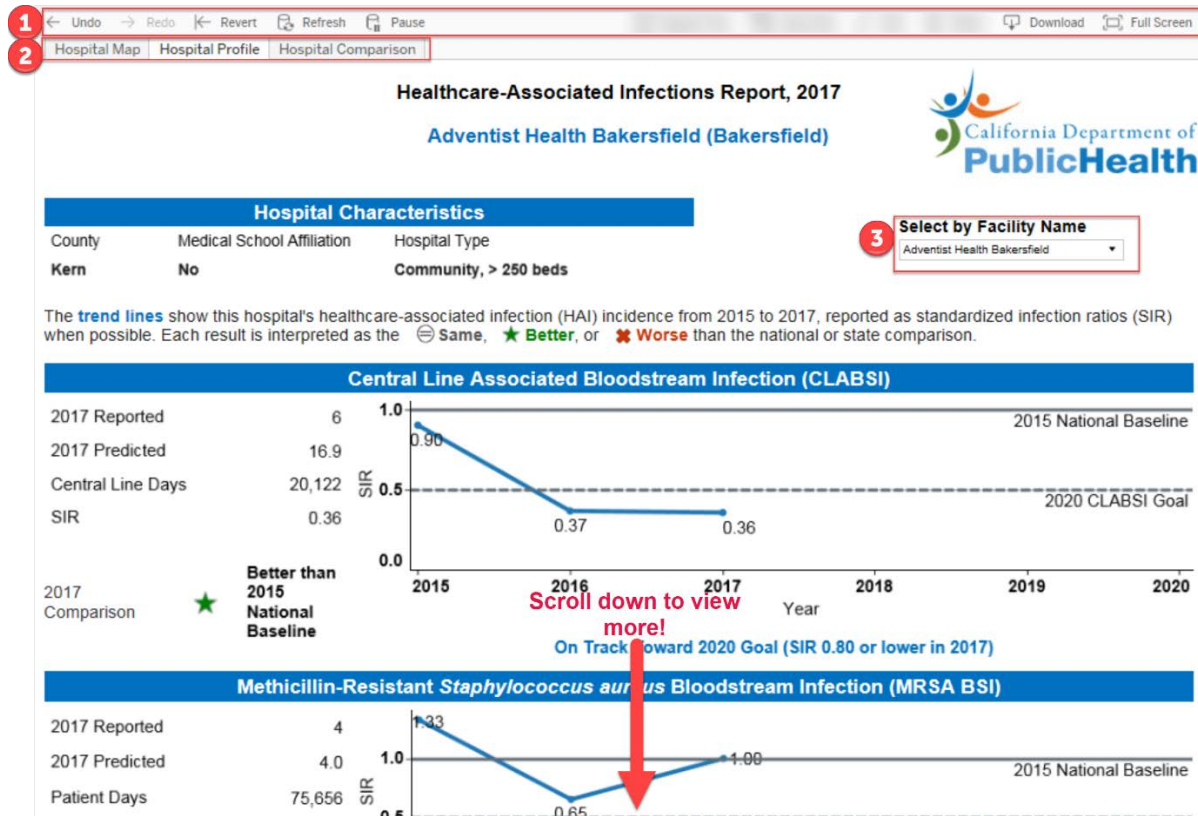 1 Undo Redo Revert Refresh Pause Download Full Screen
2 Hospital Map Hospital Profile Hospital Comparison
Healthcare-Associated Infections Report, 2017
Adventist Health Bakersfield (Bakersfield)
California Department of
PublicHealth
Hospital Characteristics
County Medical School Affiliation Hospital Type
Kern No Community, > 250 beds
3 Select by Facility Name
Adventist Health Bakersfield
The trend lines show this hospital's healthcare-associated infection (HAI) incidence from 2015 to 2017, reported as standardized infection ratios (SIR)
when possible. Each result is interpreted as the Same, Better, or Worse than the national or state comparison.
Central Line Associated Bloodstream Infection (CLABSI)
2017 Reported 6
2017 Predicted 16.9
Central Line Days 20,122
SIR 0.36
2017
Comparison
Better than
2015
National
Baseline
1.0
2015 National Baseline
0.90
SIR
0.5
2020 CLABSI Goal
0.37 0.36
0.0
2015 2016 2017 2018 2019 2020
Year
Scroll down to view
more!
On Track Toward 2020 Goal (SIR 0.80 or lower in 2017)
Methicillin-Resistant Staphylococcus aureus Bloodstream Infection (MRSA BSI)
2017 Reported 4
2017 Predicted 4.0
Patient Days 75,656
1.33
1.0
1.00
2015 National Baseline
SIR
0.65
0.5